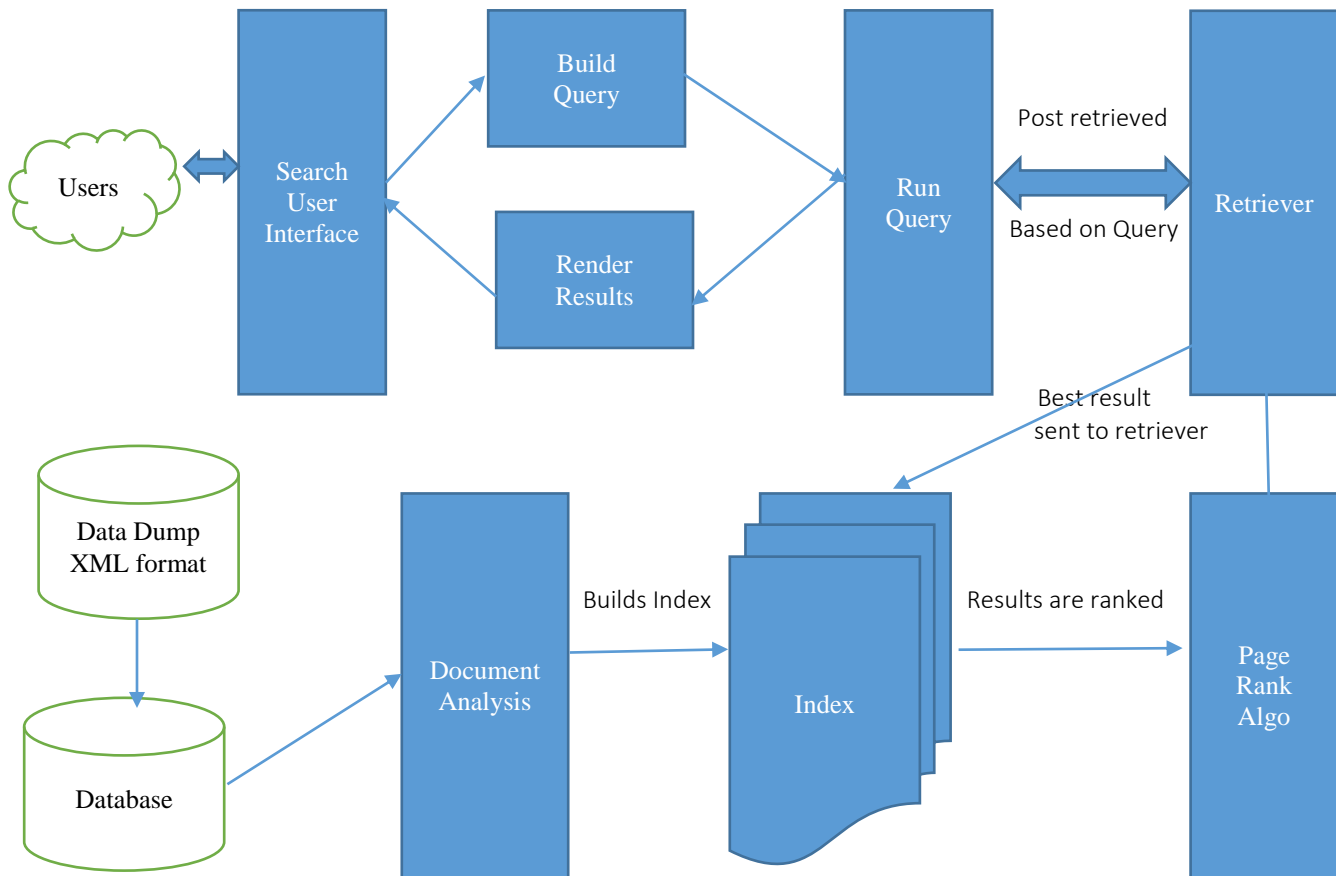 Build
Query
Post retrieved
Users
Search
User
Interface
Run
Query
Retriever
Based on Query
Render
Results
Best result
sent to retriever
Data Dump
XML format
Builds Index
Results are ranked
Document
Analysis
Index
Page
Rank
Algo
Database